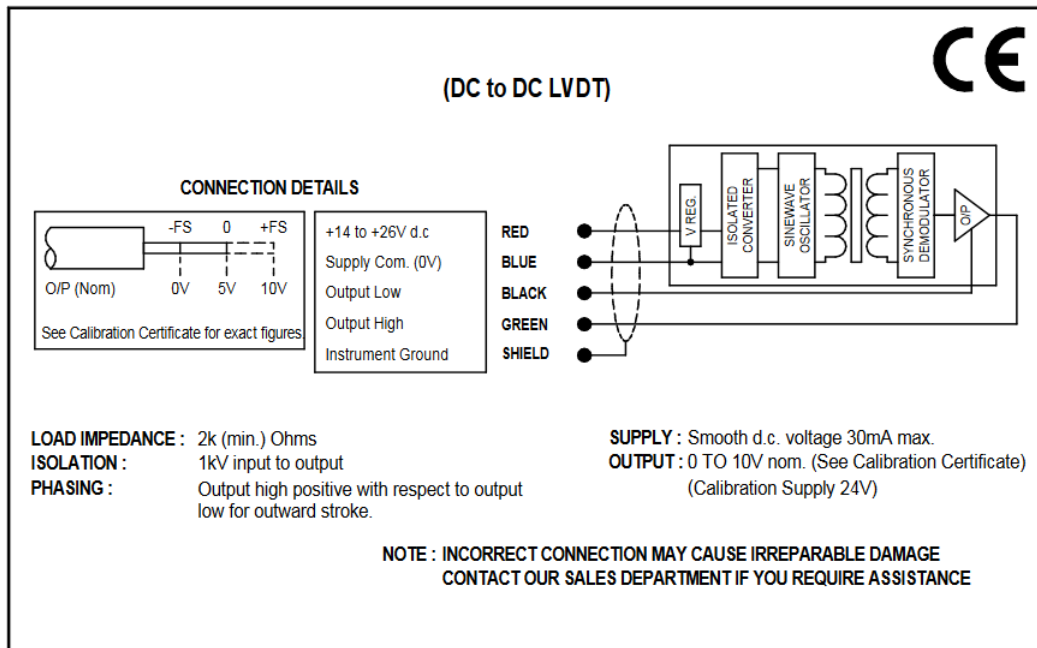 CE
(DC to DC LVDT)
CONNECTION DETAILS
-FS 0 +FS
O/P (Nom) 0V 5V 10V
See Calibration Certificate for exact figures.
+14 to +26V d.c
Supply Com. (0V)
Output Low
Output High
Instrument Ground
RED
BLUE
BLACK
GREEN
SHIELD
V REG.
ISOLATED
CONVERTER
SINEWAVE
OSCILLATOR
SYNCHRONOUS
DEMODULATOR
O/P
LOAD IMPEDANCE : 2k (min.) Ohms
ISOLATION : 1kV input to output
PHASING : Output high positive with respect to output
low for outward stroke.
SUPPLY : Smooth d.c. voltage 30mA max.
OUTPUT : 0 TO 10V nom. (See Calibration Certificate)
(Calibration Supply 24V)
NOTE : INCORRECT CONNECTION MAY CAUSE IRREPARABLE DAMAGE
CONTACT OUR SALES DEPARTMENT IF YOU REQUIRE ASSISTANCE